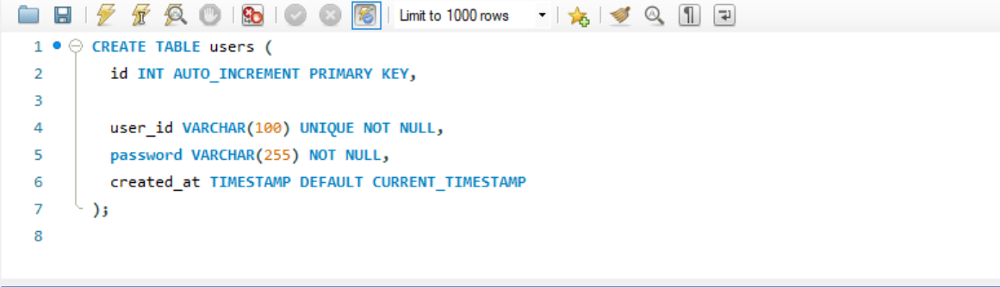 Limit to 1000 rows
1 CREATE TABLE users (
2 id INT AUTO_INCREMENT PRIMARY KEY,
3
4 user_id VARCHAR(100) UNIQUE NOT NULL,
5 password VARCHAR(255) NOT NULL,
6 created_at TIMESTAMP DEFAULT CURRENT_TIMESTAMP
7 );
8